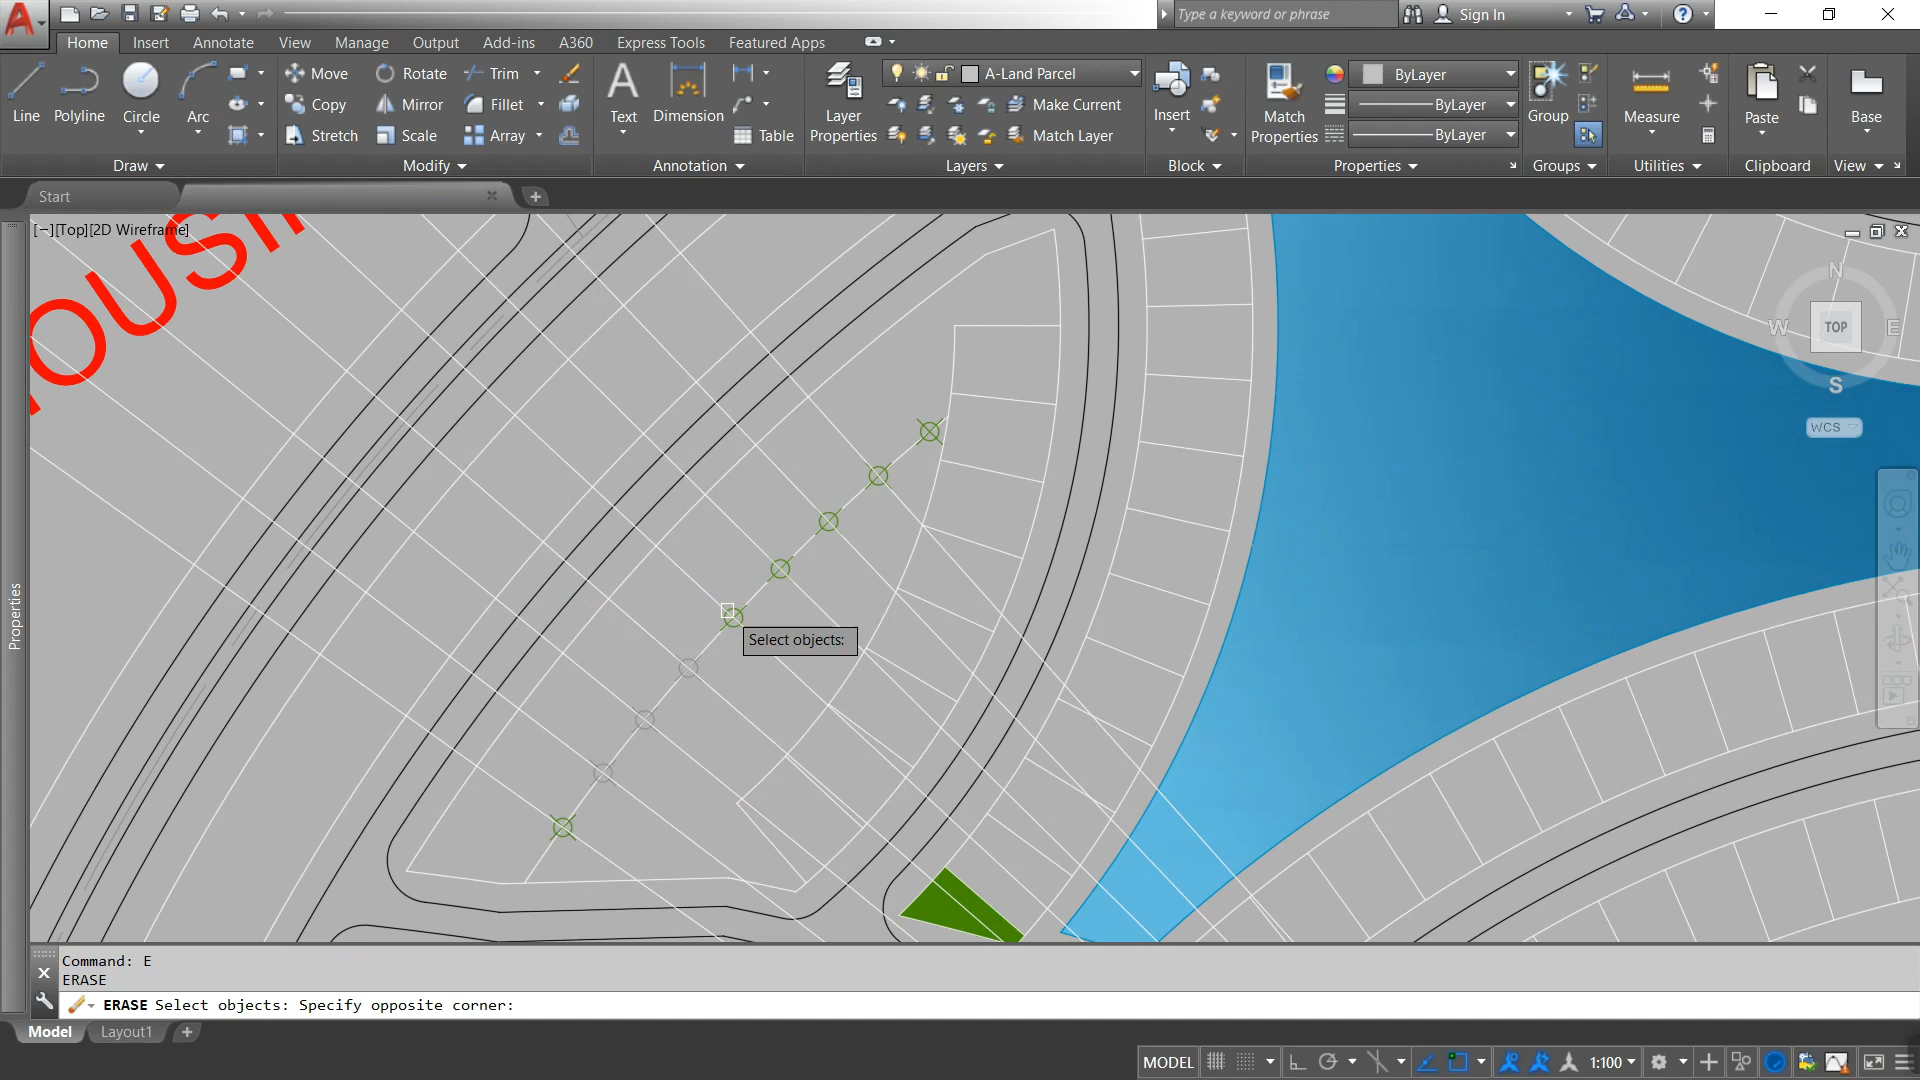 Type a keyword or phrase
Sign In
Home Insert Annotate View Manage Output Add-ins A360 Express Tools Featured Apps
Line Polyline Circle Arc
Move Rotate Trim
Copy Mirror Fillet
Stretch Scale Array
Text Dimension Table
Layer Properties
A-Land Parcel
Make Current
Match Layer
Insert
Match Properties
ByLayer
ByLayer
ByLayer
Group Measure Paste Base
Draw Modify Annotation Layers Block Properties Groups Utilities Clipboard View
Start
[−][Top][2D Wireframe]
OUSI
N
W TOP E
S
WCS
Properties
Select objects:
Command: E
ERASE
ERASE Select objects: Specify opposite corner:
Model Layout1
MODEL 1:100